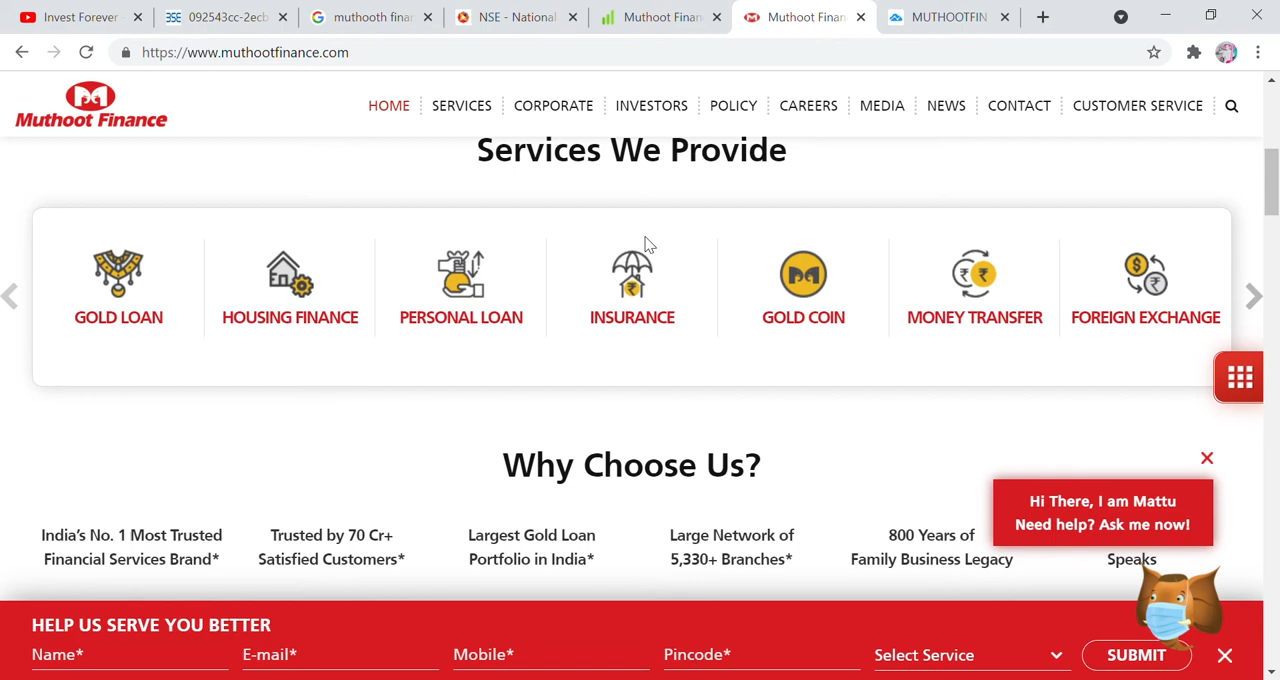 Invest Forever
092543cc-2ecb
muthooth finan
NSE - National
Muthoot Finan
Muthoot Finan
MUTHOOTFIN
https://www.muthootfinance.com
Muthoot Finance
HOME
SERVICES
CORPORATE
INVESTORS
POLICY
CAREERS
MEDIA
NEWS
CONTACT
CUSTOMER SERVICE
Services We Provide
GOLD LOAN
HOUSING FINANCE
PERSONAL LOAN
INSURANCE
GOLD COIN
MONEY TRANSFER
FOREIGN EXCHANGE
Why Choose Us?
India's No. 1 Most Trusted
Financial Services Brand*
Trusted by 70 Cr+
Satisfied Customers*
Largest Gold Loan
Portfolio in India*
Large Network of
5,330+ Branches*
800 Years of
Family Business Legacy
Speaks
Hi There, I am Mattu
Need help? Ask me now!
HELP US SERVE YOU BETTER
Name*
E-mail*
Mobile*
Pincode*
Select Service
SUBMIT